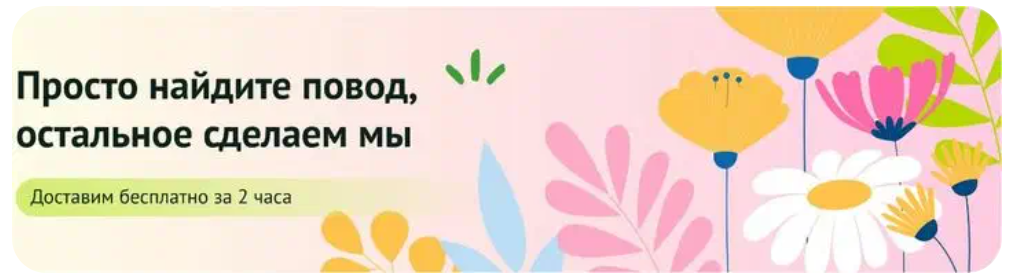 Просто найдите повод,
остальное сделаем мы
Доставим бесплатно за 2 часа